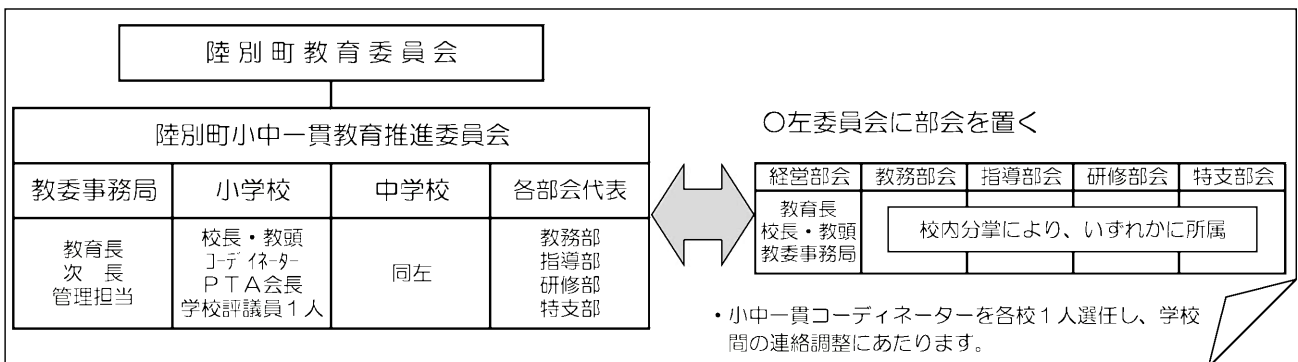 陸別町教育委員会
陸別町小中一貫教育推進委員会
教委事務局 小学校 中学校 各部会代表
教育長
次　長
管理担当
校長・教頭
コーディネーター
ＰＴＡ会長
学校評議員１人
同左
教務部
指導部
研修部
特支部
〇左委員会に部会を置く
経営部会 教務部会 指導部会 研修部会 特支部会
教育長
校長・教頭
教委事務局
校内分掌により、いずれかに所属
・小中一貫コーディネーターを各校１人選任し、学校
間の連絡調整にあたります。